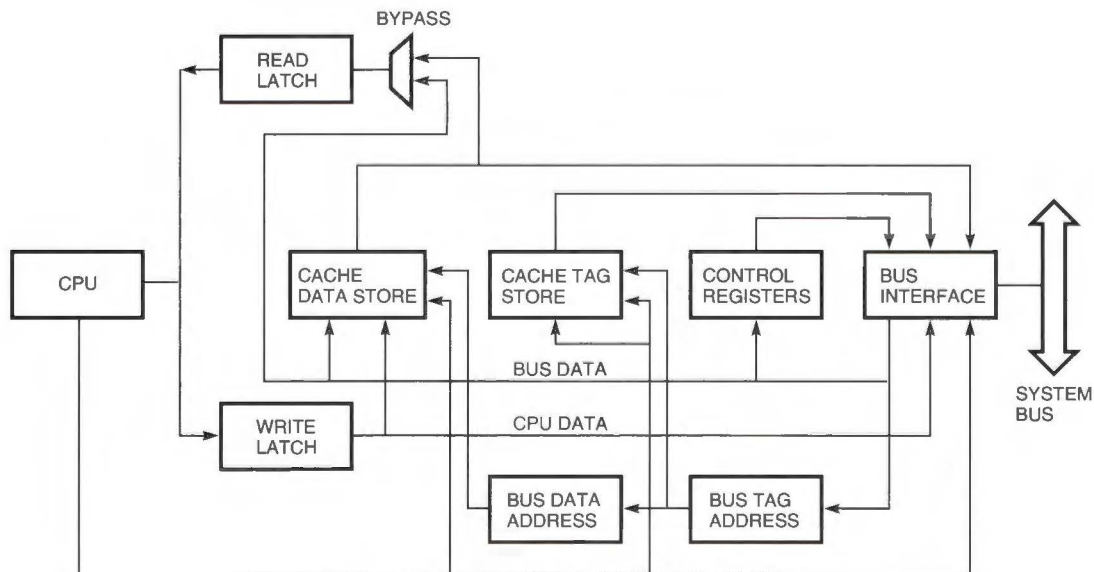 BYPASS
READ
LATCH
CPU
CACHE
DATA STORE
CACHE TAG
STORE
CONTROL
REGISTERS
BUS
INTERFACE
BUS DATA
SYSTEM
BUS
WRITE
LATCH
CPU DATA
BUS DATA
ADDRESS
BUS TAG
ADDRESS